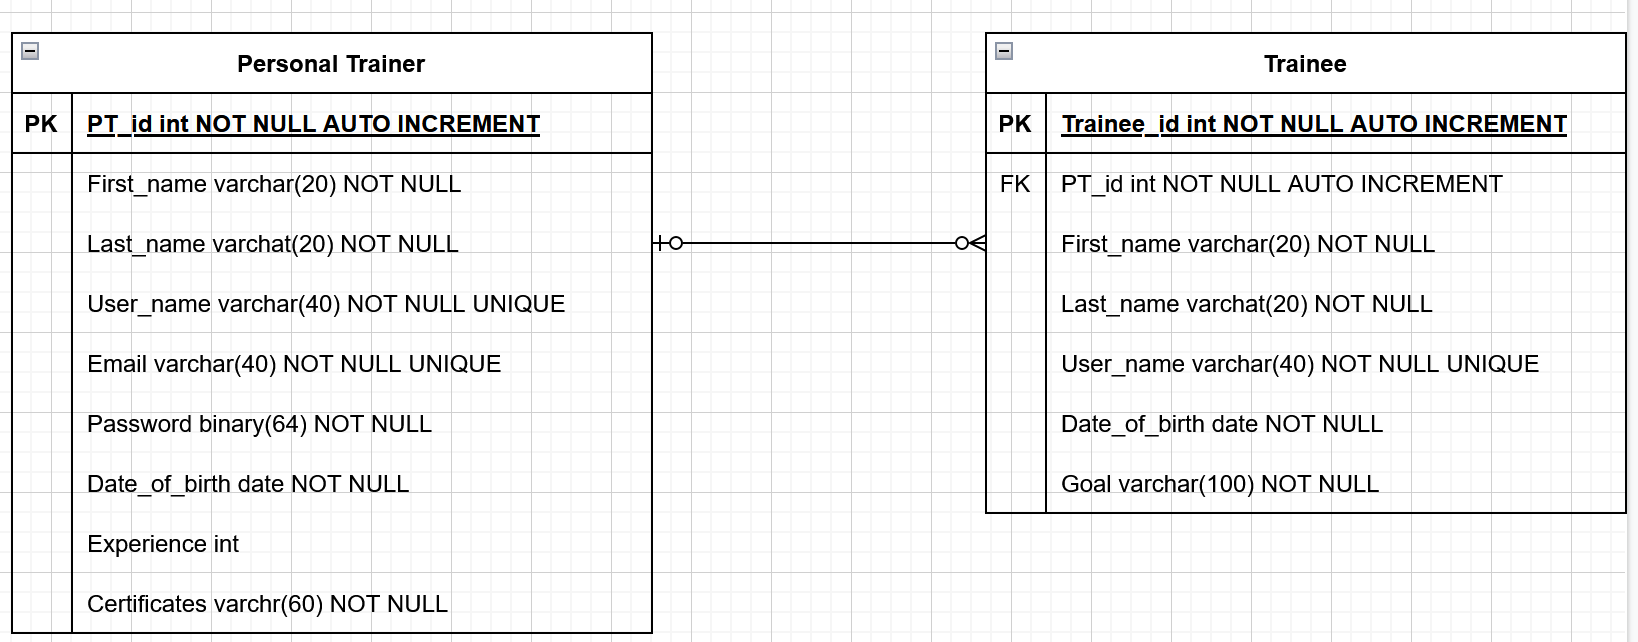 Personal Trainer
PK PT_id int NOT NULL AUTO INCREMENT
First_name varchar(20) NOT NULL
Last_name varchat(20) NOT NULL
User_name varchar(40) NOT NULL UNIQUE
Email varchar(40) NOT NULL UNIQUE
Password binary(64) NOT NULL
Date_of_birth date NOT NULL
Experience int
Certificates varchr(60) NOT NULL
Trainee
PK Trainee_id int NOT NULL AUTO INCREMENT
FK PT_id int NOT NULL AUTO INCREMENT
First_name varchar(20) NOT NULL
Last_name varchat(20) NOT NULL
User_name varchar(40) NOT NULL UNIQUE
Date_of_birth date NOT NULL
Goal varchar(100) NOT NULL